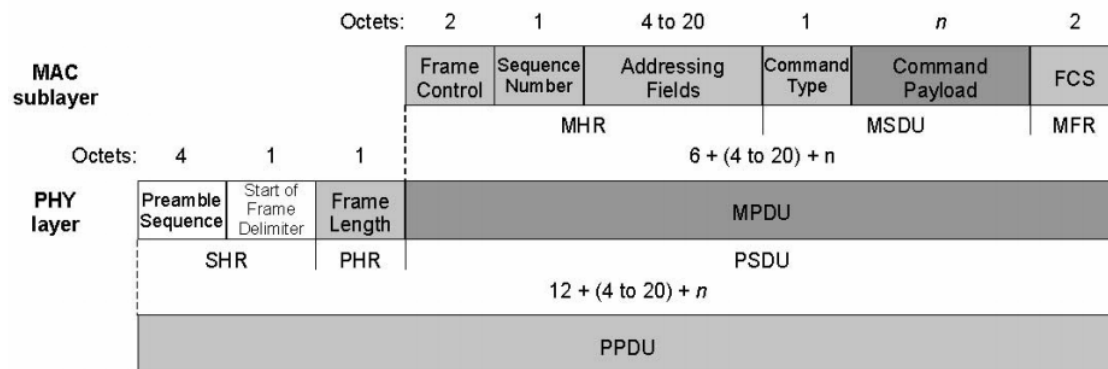 Octets: 2 1 4 to 20 1 n 2
MAC sublayer
Frame Control
Sequence Number
Addressing Fields
Command Type
Command Payload
FCS
MHR MSDU MFR
Octets: 4 1 1 6 + (4 to 20) + n
PHY layer
Preamble Sequence
Start of Frame Delimiter
Frame Length
MPDU
SHR PHR PSDU
12 + (4 to 20) + n
PPDU